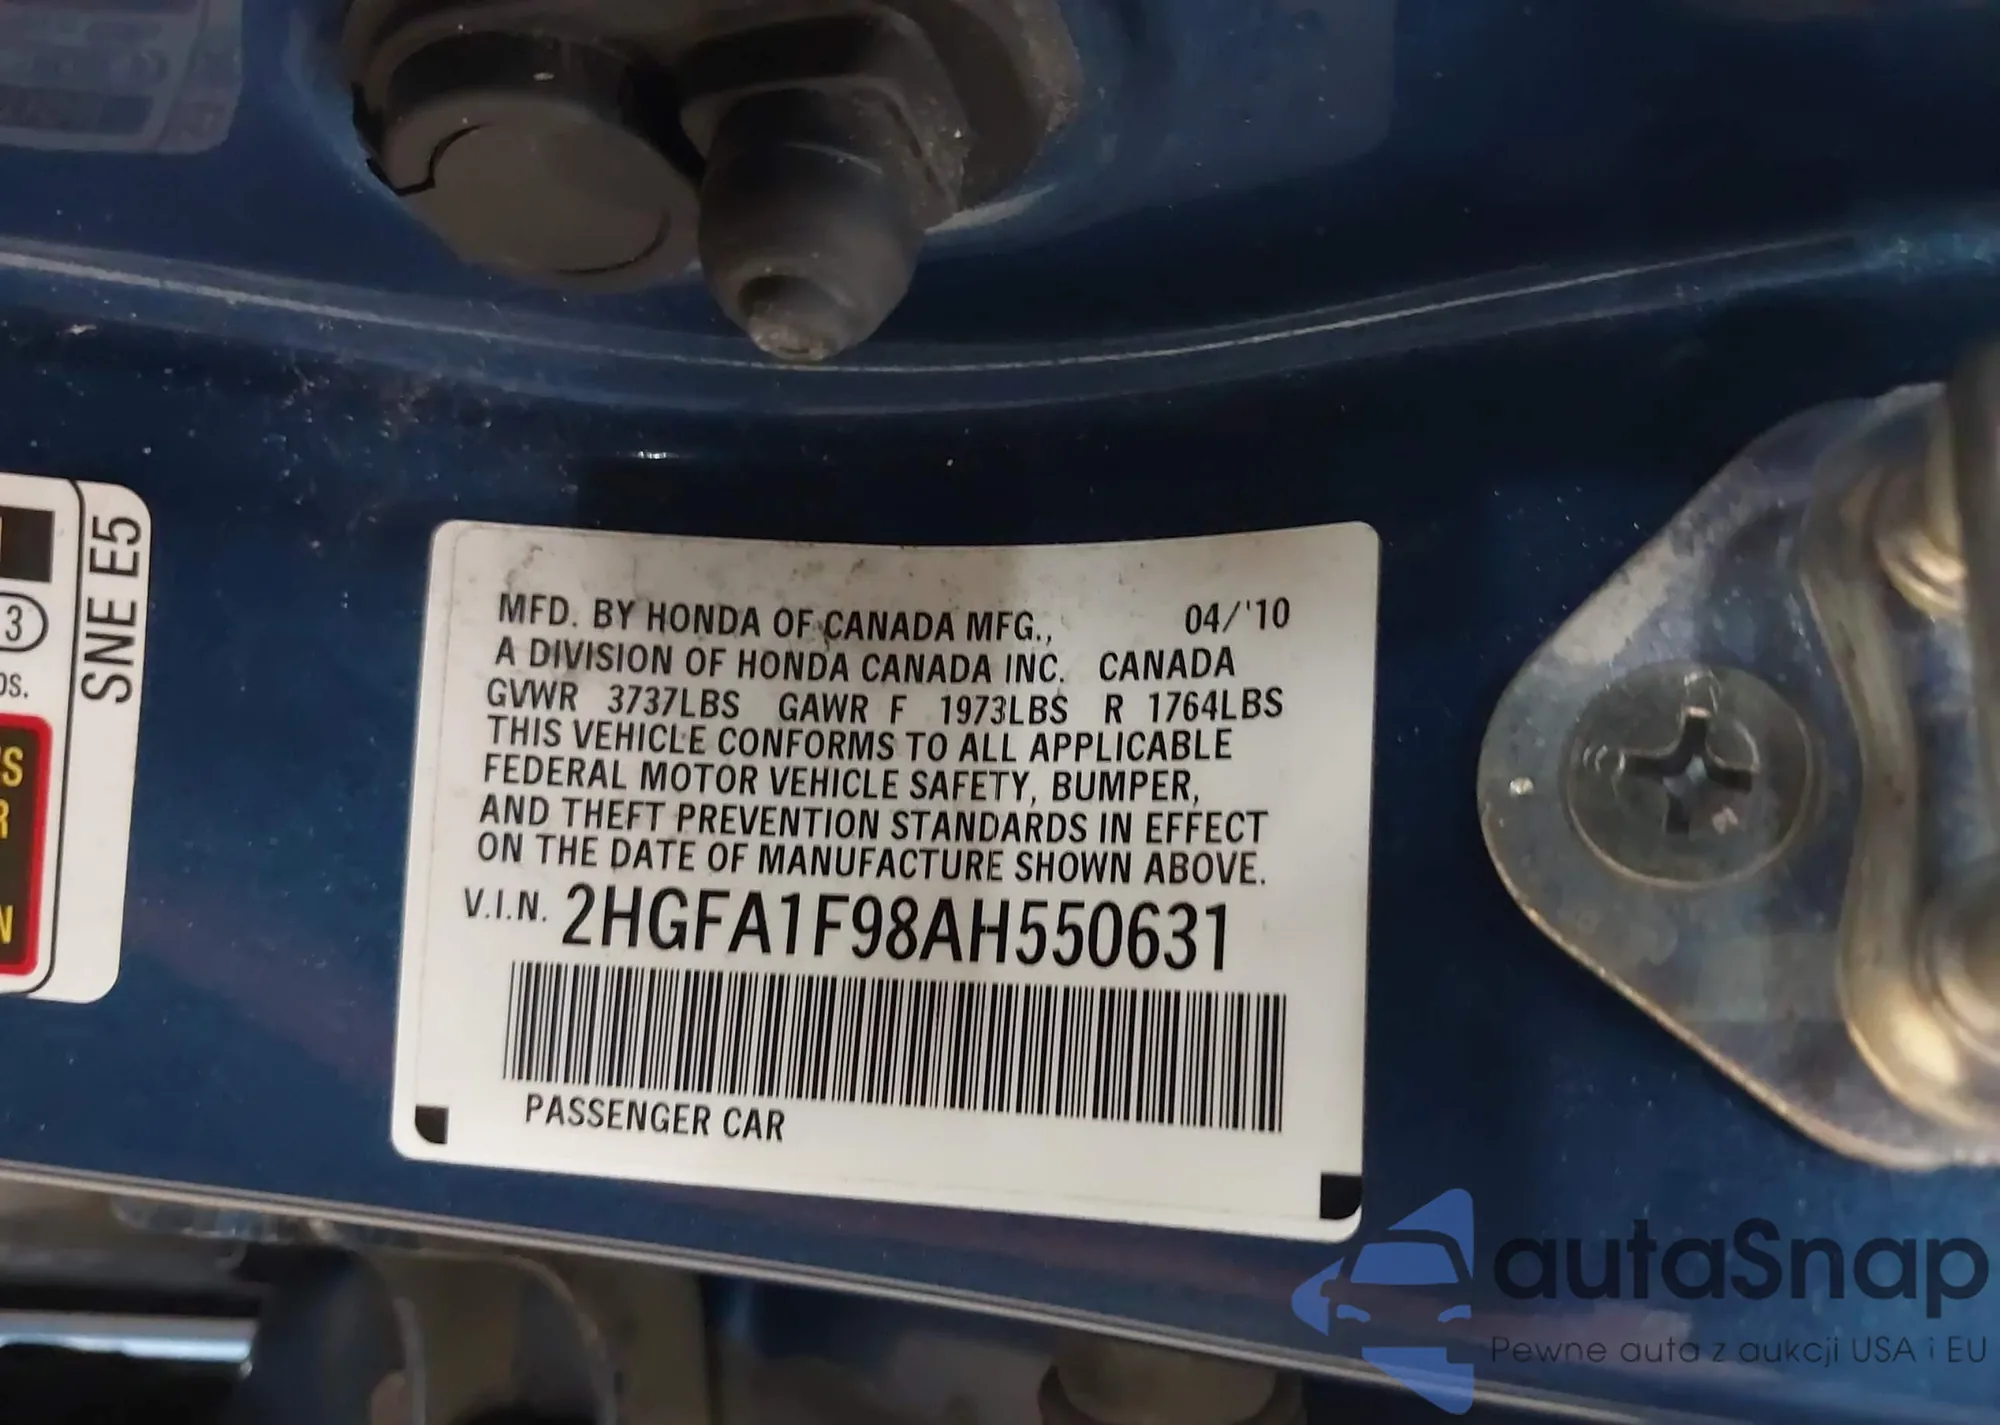 SNE E5
3
MFD. BY HONDA OF CANADA MFG., 04/'10
A DIVISION OF HONDA CANADA INC. CANADA
GVWR 3737LBS GAWR F 1973LBS R 1764LBS
THIS VEHICLE CONFORMS TO ALL APPLICABLE
FEDERAL MOTOR VEHICLE SAFETY, BUMPER,
AND THEFT PREVENTION STANDARDS IN EFFECT
ON THE DATE OF MANUFACTURE SHOWN ABOVE.
V.I.N. 2HGFA1F98AH550631
PASSENGER CAR
autaSnap
Pewne auta z aukcji USA i EU